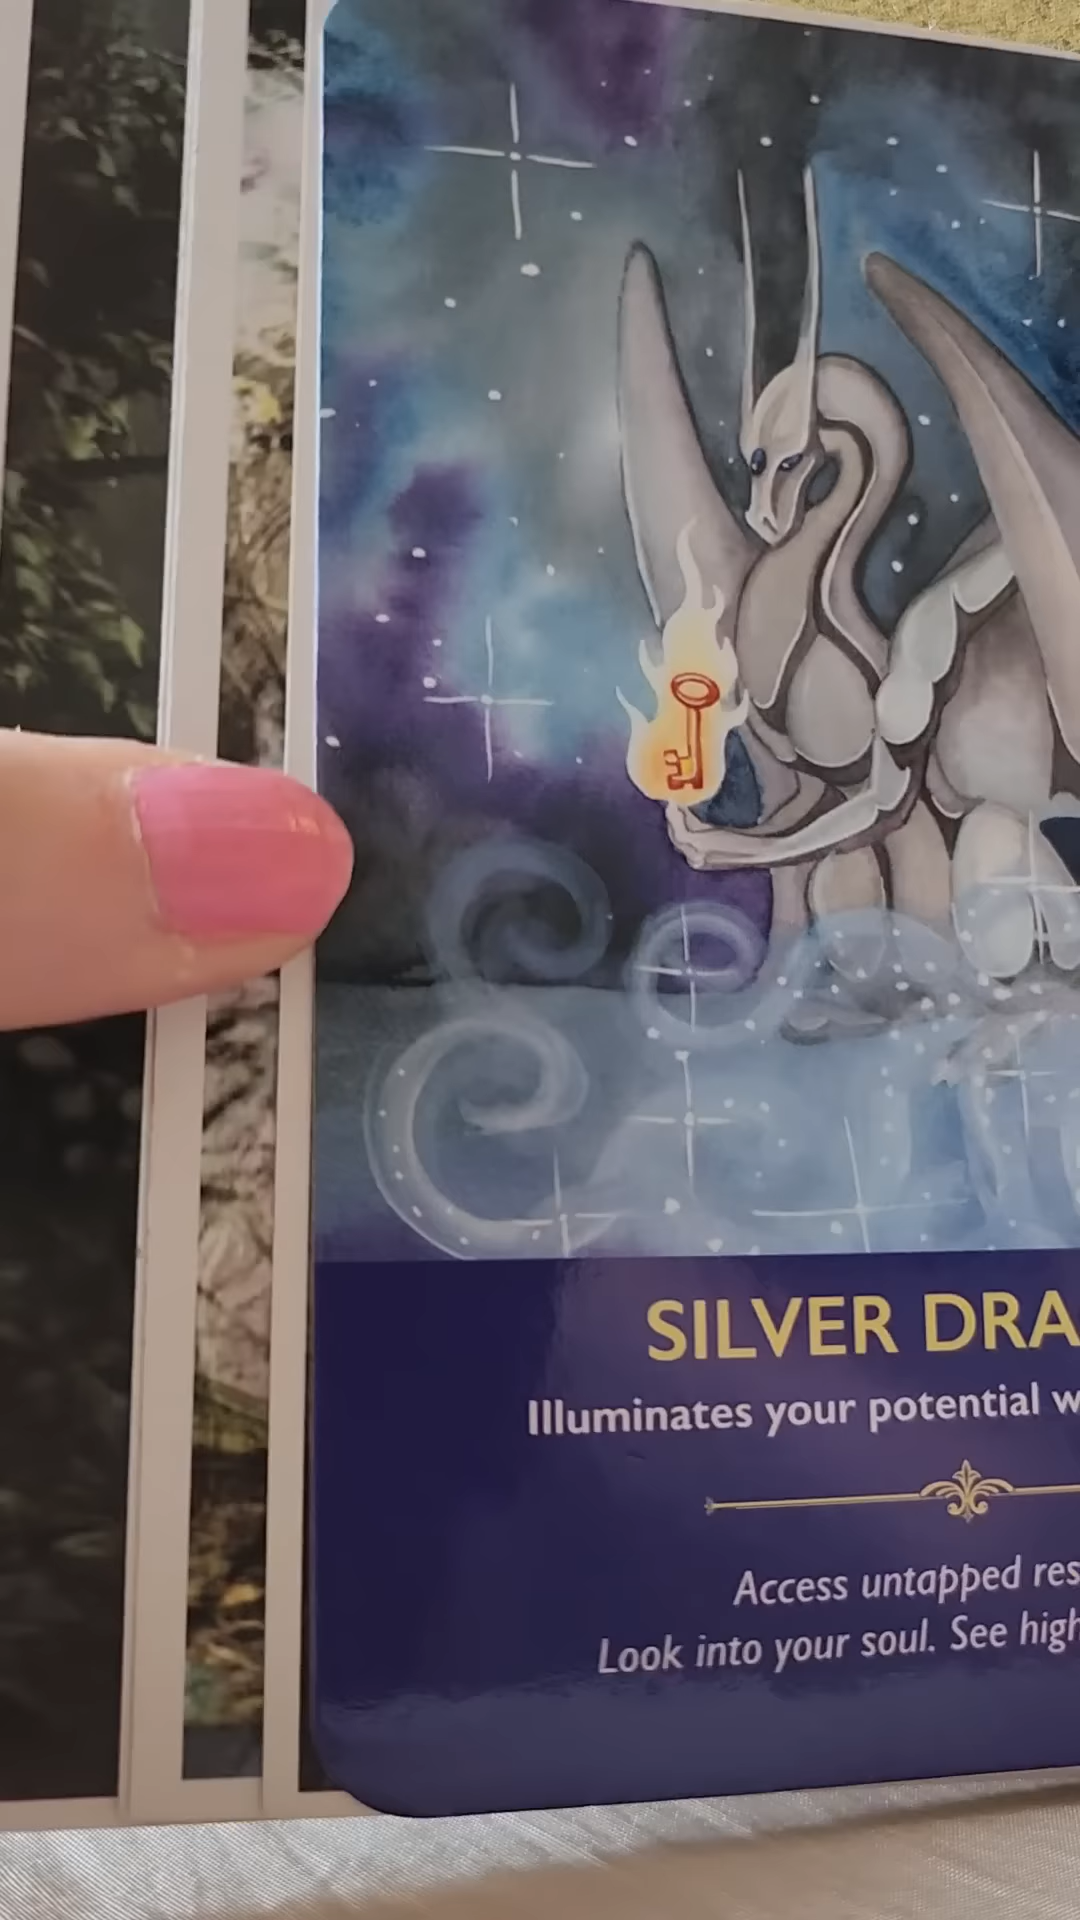 SILVER DRA
Illuminates your potential w
Access untapped res
Look into your soul. See high